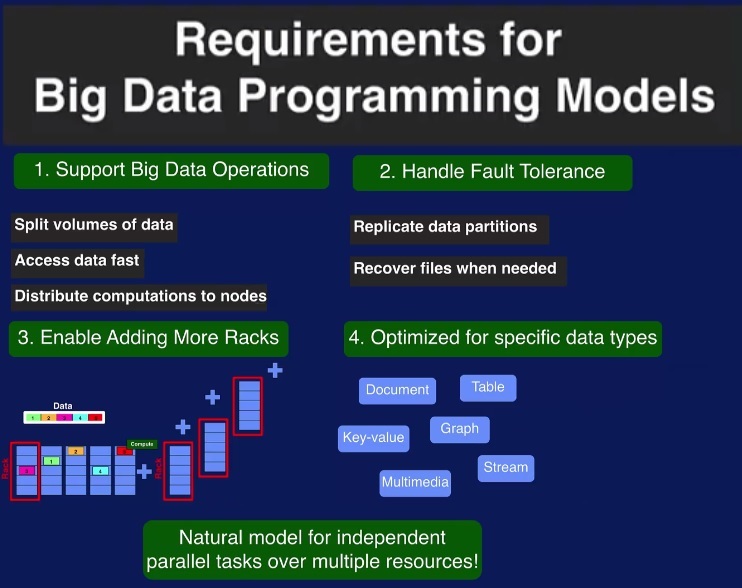 Requirements for
Big Data Programming Models
1. Support Big Data Operations
2. Handle Fault Tolerance
Split volumes of data
Access data fast
Distribute computations to nodes
Replicate data partitions
Recover files when needed
3. Enable Adding More Racks
4. Optimized for specific data types
Data
1 2 3 4 5
Compute
Rack
1
2
4
Rack
Document
Table
Key-value
Graph
Stream
Multimedia
Natural model for independent
parallel tasks over multiple resources!